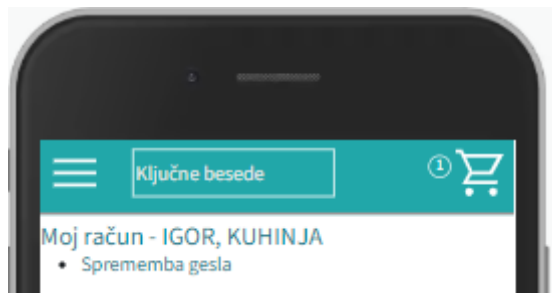 Ključne besede
1
Moj račun - IGOR, KUHINJA
• Sprememba gesla